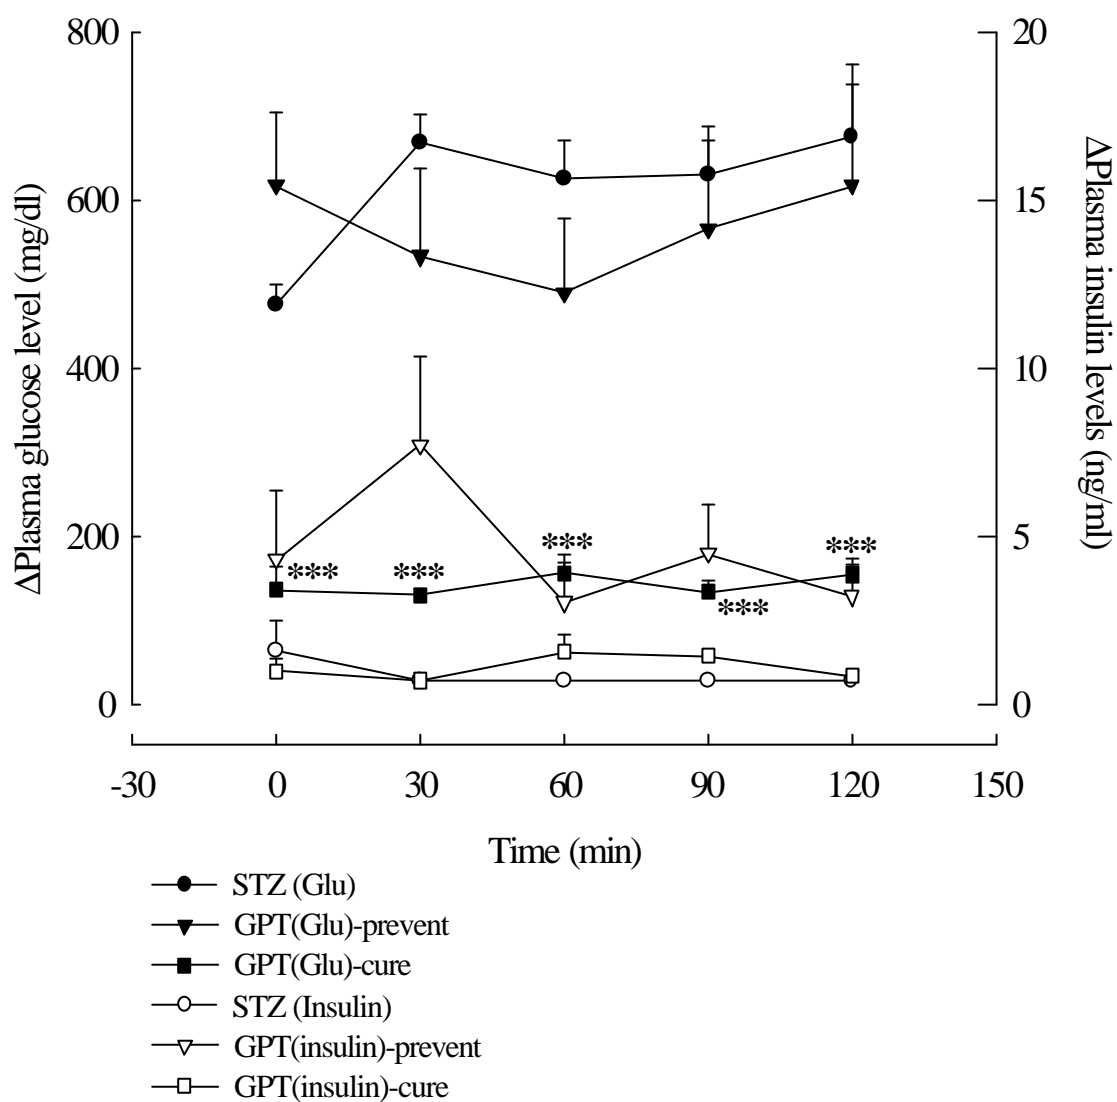 800
600
400
200
0
ΔPlasma glucose level (mg/dl)
20
15
10
5
0
ΔPlasma insulin levels (ng/ml)
***
***
***
***
***
-30
0
30
60
90
120
150
Time (min)
STZ (Glu)
GPT(Glu)-prevent
GPT(Glu)-cure
STZ (Insulin)
GPT(insulin)-prevent
GPT(insulin)-cure